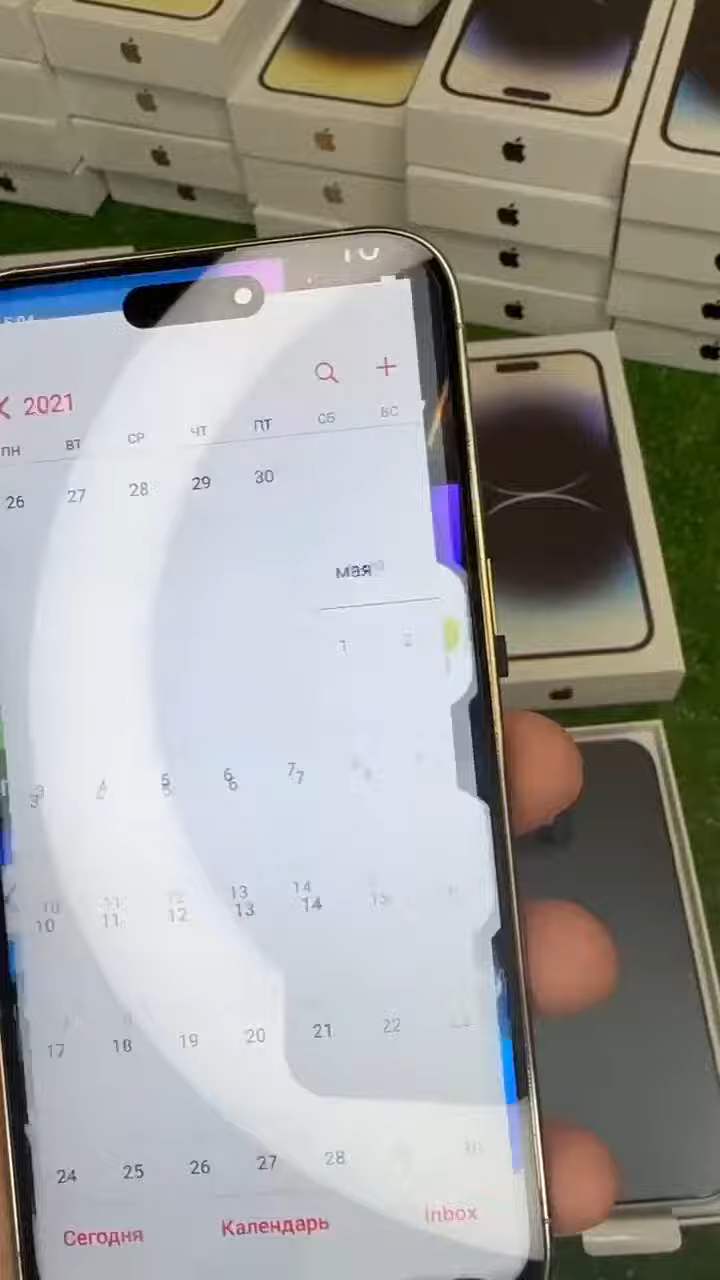 2021
ПН ВТ СР ЧТ ПТ СБ ВС
26 27 28 29 30
мая
1 2
3 4 5 6 7
10 11 12 13 14 15
17 18 19 20 21 22
24 25 26 27 28
Сегодня Календарь Inbox